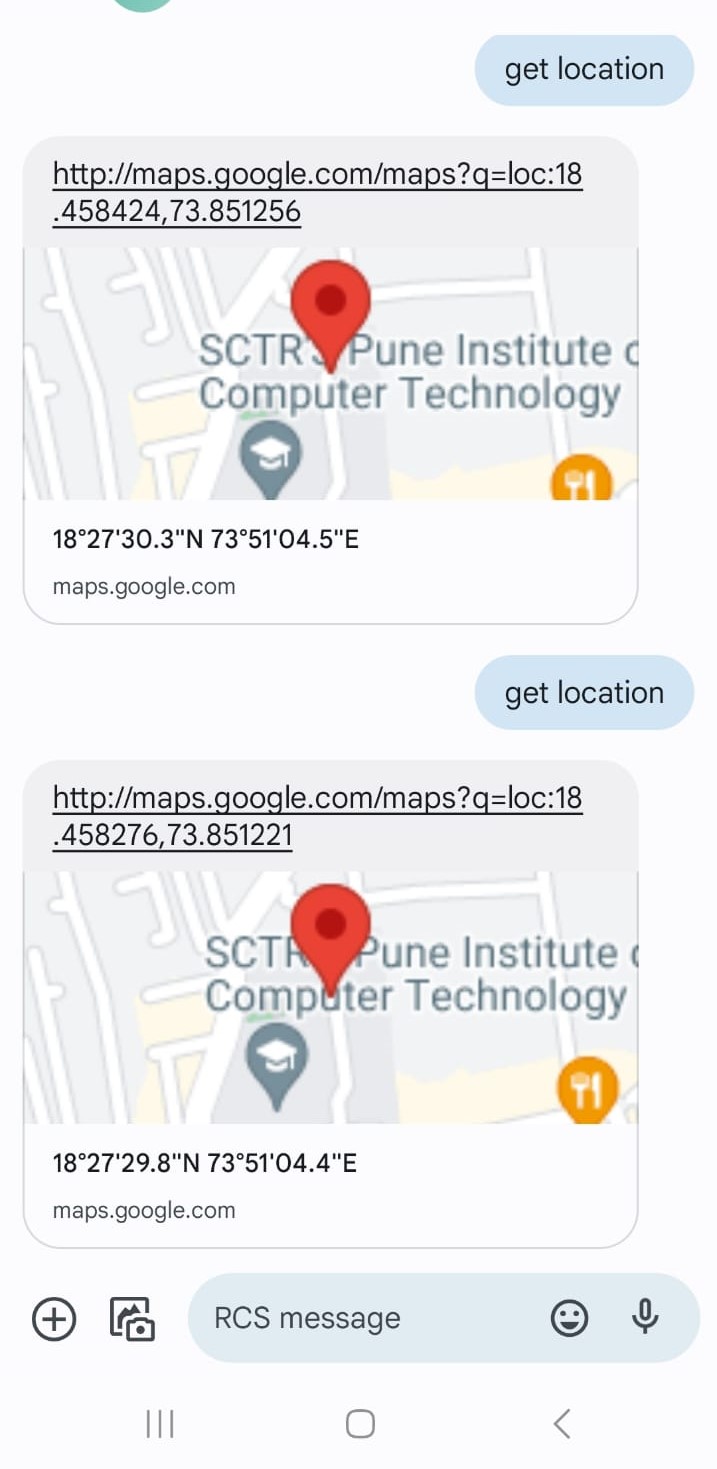 get location
http://maps.google.com/maps?q=loc:18
.458424,73.851256
SCTR's Pune Institute
Computer Technology
18°27'30.3"N 73°51'04.5"E
maps.google.com
get location
http://maps.google.com/maps?q=loc:18
.458276,73.851221
SCTR Pune Institute
Computer Technology
18°27'29.8"N 73°51'04.4"E
maps.google.com
RCS message